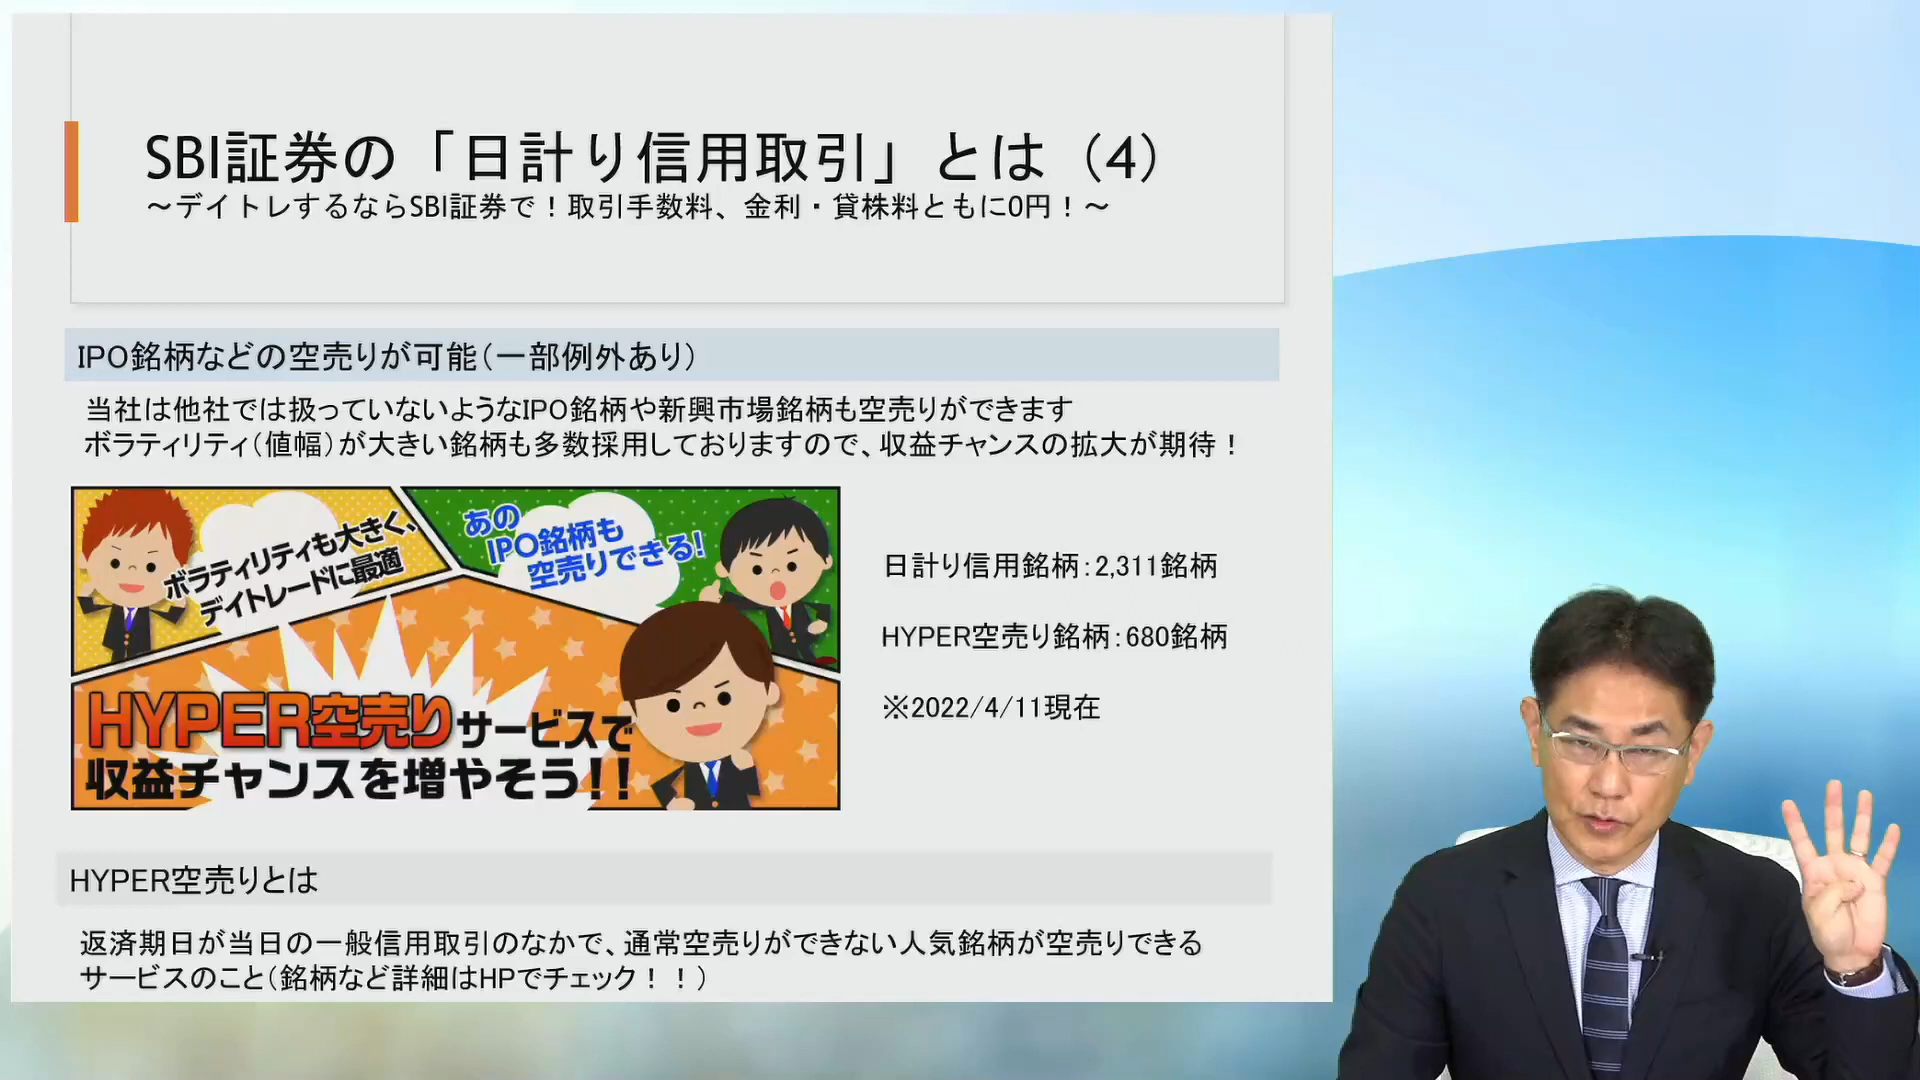 SBI証券の「日計り信用取引」とは（4）
～デイトレするならSBI証券で！取引手数料、金利・貸株料ともに0円！～
IPO銘柄などの空売りが可能（一部例外あり）
当社は他社では扱っていないようなIPO銘柄や新興市場銘柄も空売りができます
ボラティリティ（値幅）が大きい銘柄も多数採用しておりますので、収益チャンスの拡大が期待！
ボラティリティも大きく、
デイトレードに最適
あの
IPO銘柄も
空売りできる!
HYPER空売りサービスで
収益チャンスを増やそう!!
日計り信用銘柄：2,311銘柄
HYPER空売り銘柄：680銘柄
※2022/4/11現在
HYPER空売りとは
返済期日が当日の一般信用取引のなかで、通常空売りができない人気銘柄が空売りできる
サービスのこと（銘柄など詳細はHPでチェック！！）